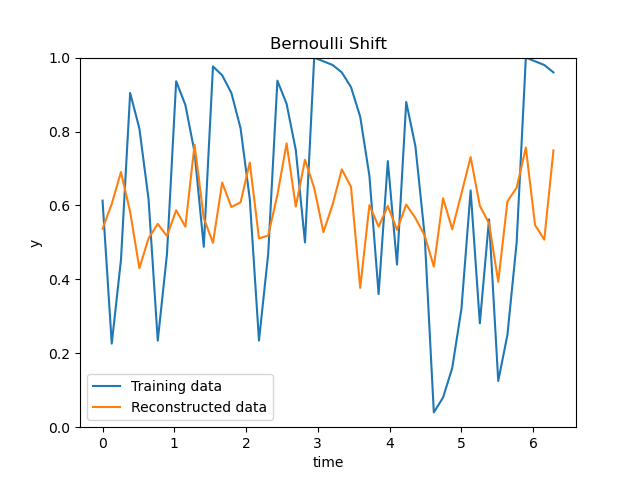 Bernoulli Shift
1.0
0.8
0.6
0.4
0.2
0.0
y
Training data
Reconstructed data
0 1 2 3 4 5 6
time